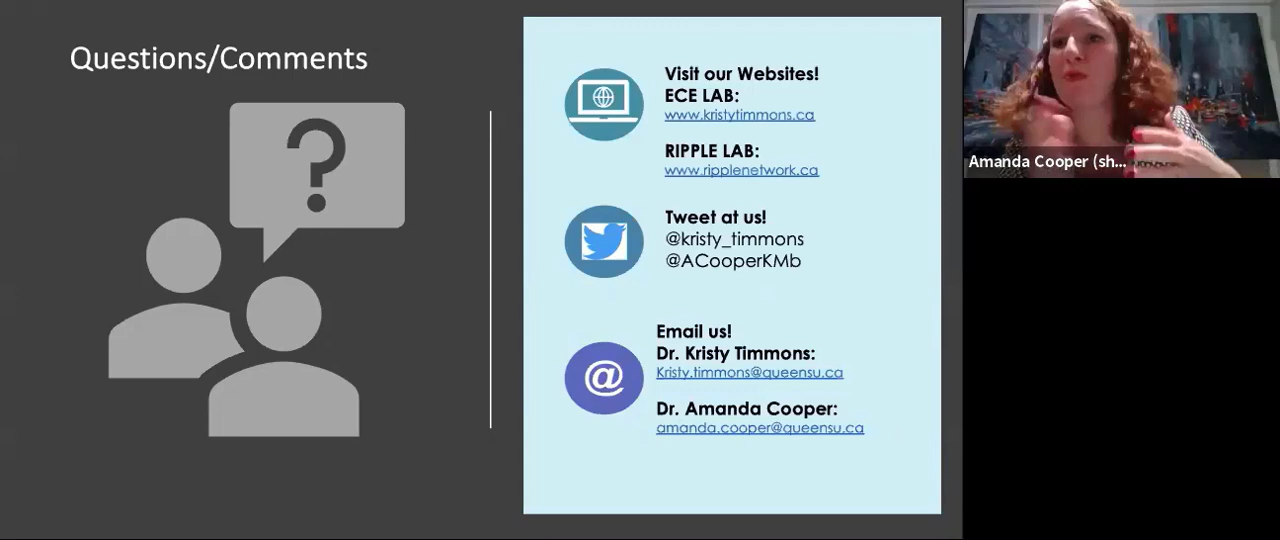 Questions/Comments
?
Visit our Websites!
ECE LAB:
www.kristytimmons.ca
RIPPLE LAB:
www.ripplenetwork.ca
Tweet at us!
@kristy_timmons
@ACooperKMb
@
Email us!
Dr. Kristy Timmons:
Kristy.timmons@queensu.ca
Dr. Amanda Cooper:
amanda.cooper@queensu.ca
Amanda Cooper (sh...